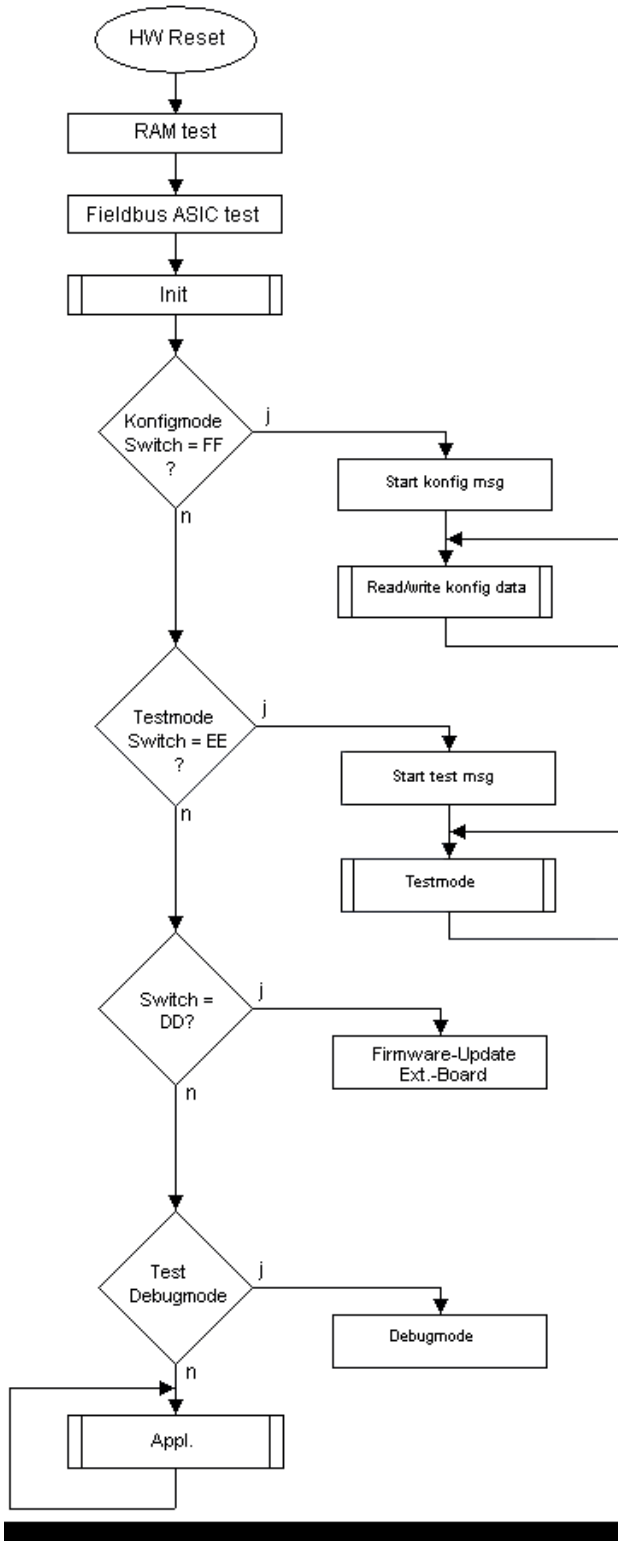 HW Reset
RAM test
Fieldbus ASIC test
Init
Konfigmode
Switch = FF
?
j
n
Start konfig msg
Read/write konfig data
Testmode
Switch = EE
?
j
n
Start test msg
Testmode
Switch =
DD?
j
n
Firmware-Update
Ext.-Board
Test
Debugmode
j
n
Debugmode
Appl.